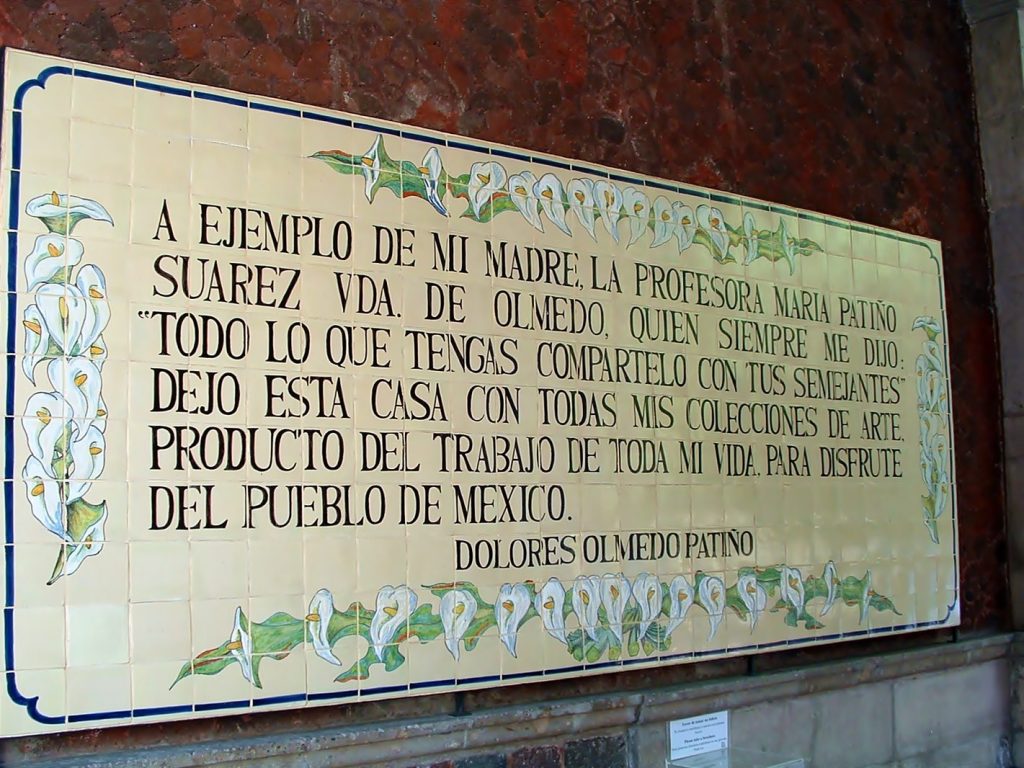 A EJEMPLO DE MI MADRE, LA PROFESORA MARIA PATIÑO
SUAREZ VDA. DE OLMEDO, QUIEN SIEMPRE ME DIJO:
“TODO LO QUE TENGAS COMPARTELO CON TUS SEMEJANTES”
DEJO ESTA CASA CON TODAS MIS COLECCIONES DE ARTE,
PRODUCTO DEL TRABAJO DE TODA MI VIDA, PARA DISFRUTE
DEL PUEBLO DE MEXICO.
DOLORES OLMEDO PATIÑO